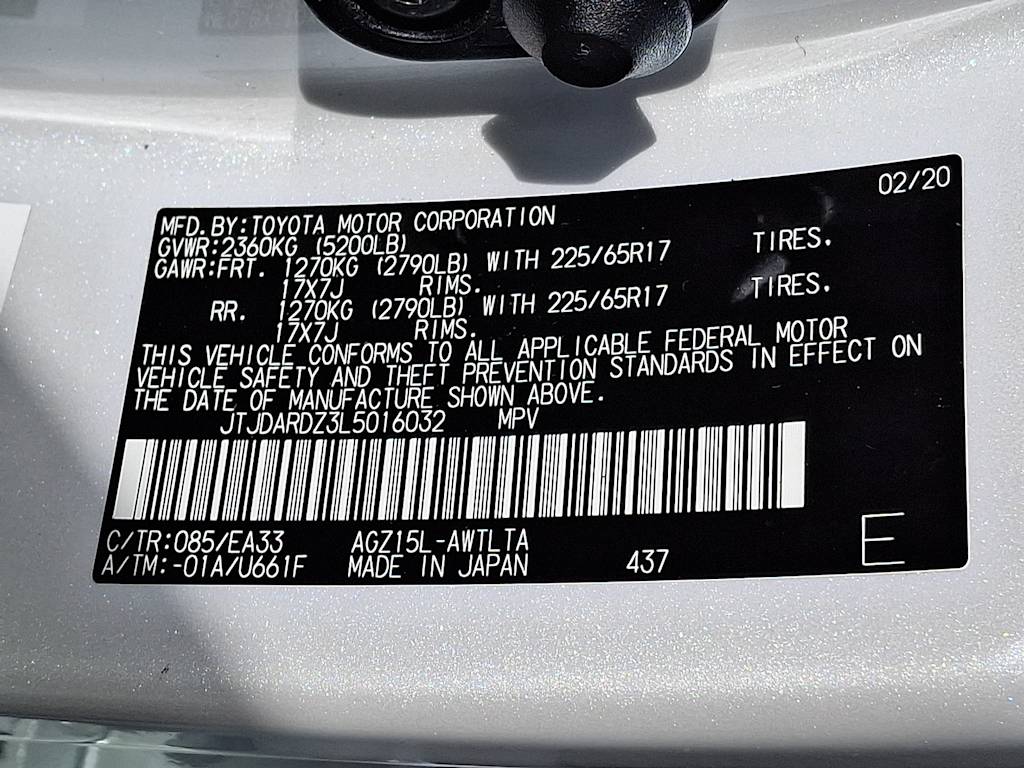 02/20
MFD.BY:TOYOTA MOTOR CORPORATION
GVWR:2360KG (5200LB)
GAWR:FRT. 1270KG (2790LB) WITH 225/65R17 TIRES.
17X7J RIMS.
RR. 1270KG (2790LB) WITH 225/65R17 TIRES.
17X7J RIMS.
THIS VEHICLE CONFORMS TO ALL APPLICABLE FEDERAL MOTOR
VEHICLE SAFETY AND THEFT PREVENTION STANDARDS IN EFFECT ON
THE DATE OF MANUFACTURE SHOWN ABOVE.
JTJDARDZ3L5016032 MPV
C/TR:085/EA33 AGZ15L-AWTLTA
A/TM:-01A/U661F MADE IN JAPAN 437 E